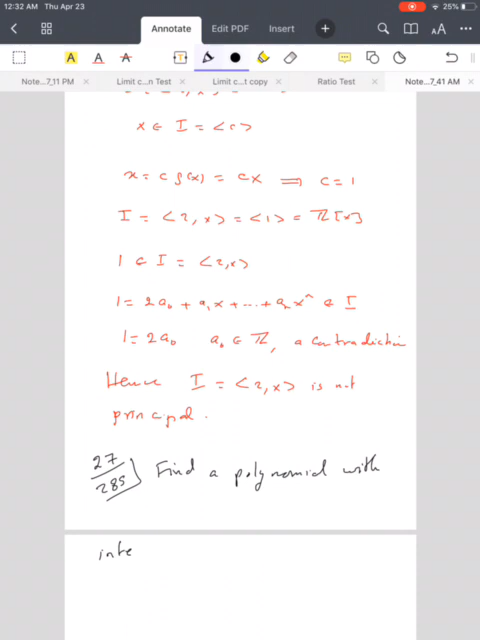 12:32 AM Thu Apr 23
25%
Annotate Edit PDF Insert
AA
Note...7_11 PM Limit c...n Test Limit c...t copy Ratio Test Note...7_41 AM
x ∈ I = <c>
x = c g(x) = cx ⟹ c = 1
I = <2, x> = <1> = ℤ[x]
1 ∈ I = <2, x>
1 = 2a₀ + a₁x + ... + aₙxⁿ ∈ I
1 = 2a₀ a₀ ∈ ℤ, a contradiction
Hence I = <2, x> is not
principal.
27/285) Find a polynomial with
inte